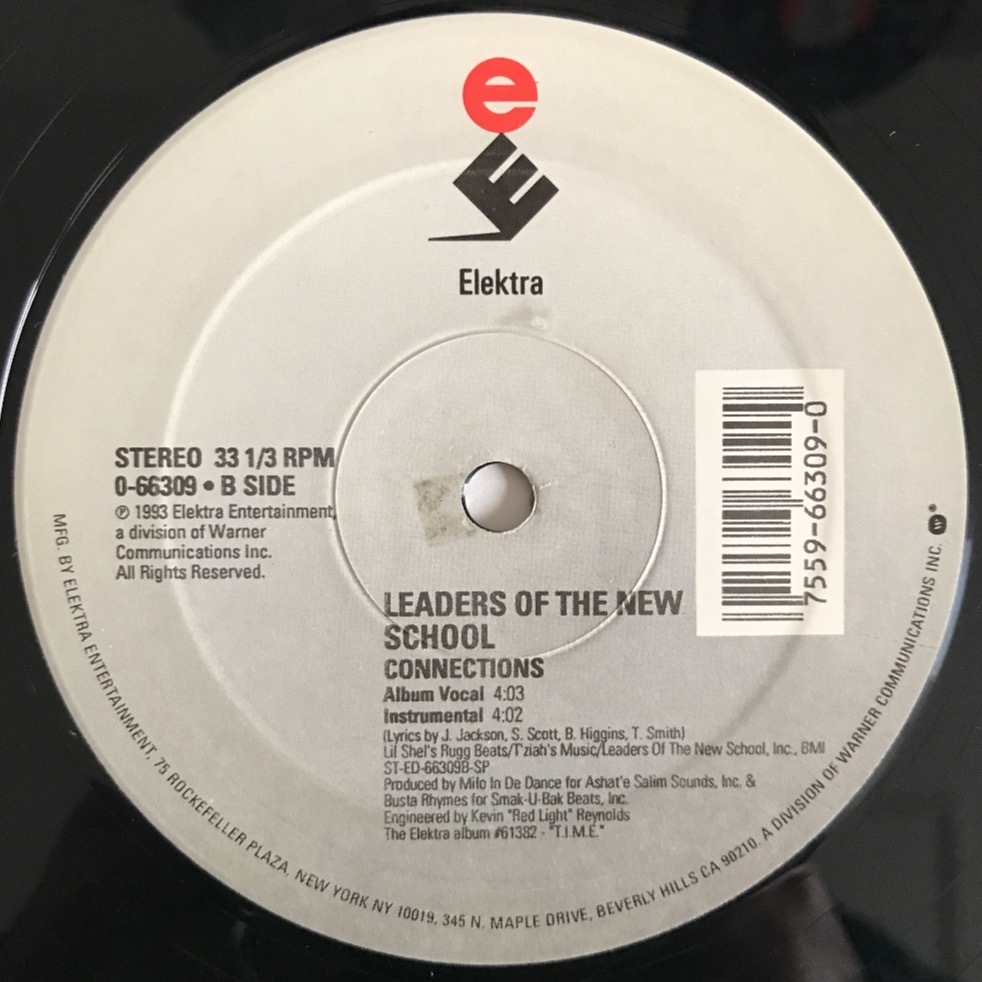 e
E
Elektra
STEREO 33 1/3 RPM
0-66309 • B SIDE
℗ 1993 Elektra Entertainment,
a division of Warner
Communications Inc.
All Rights Reserved.
7559-66309-0
LEADERS OF THE NEW
SCHOOL
CONNECTIONS
Album Vocal 4:03
Instrumental 4:02
(Lyrics by J. Jackson, S. Scott, B. Higgins, T. Smith)
Lil Shel's Rugg Beats/T'ziah's Music/Leaders Of The New School, Inc., BMI
ST-ED-66309B-SP
Produced by Milo In De Dance for Ashat'e Salim Sounds, Inc. &
Busta Rhymes for Smak-U-Bak Beats, Inc.
Engineered by Kevin "Red Light" Reynolds
The Elektra album #61382 - "T.I.M.E."
MFG. BY ELEKTRA ENTERTAINMENT, 75 ROCKEFELLER PLAZA, NEW YORK NY 10019, 345 N. MAPLE DRIVE, BEVERLY HILLS CA 90210. A DIVISION OF WARNER COMMUNICATIONS INC. W ®